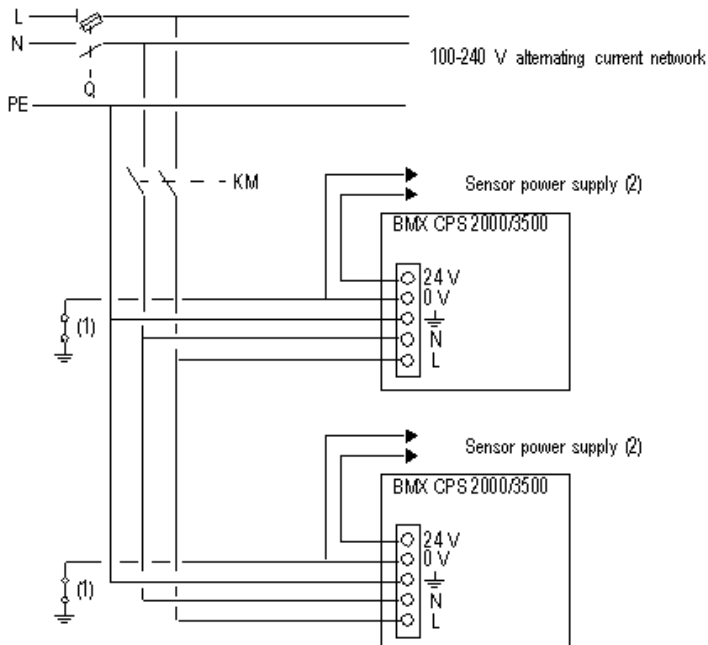 L
N
100-240 V alternating current network
Q
PE
KM
Sensor power supply (2)
BMX CPS 2000/3500
24 V
0 V
(1)
N
L
Sensor power supply (2)
BMX CPS 2000/3500
24 V
0 V
(1)
N
L